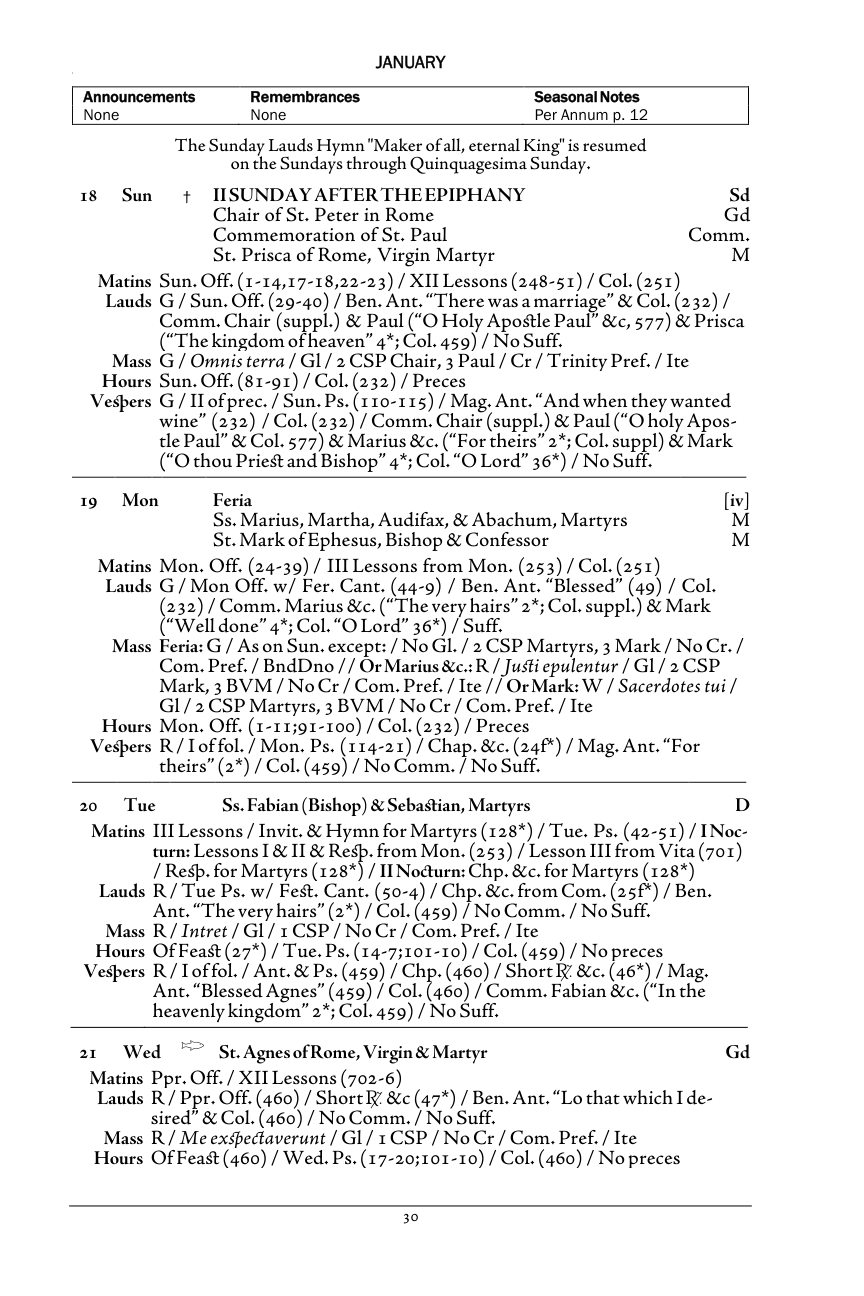 JANUARY
Announcements Remembrances Seasonal Notes
None None Per Annum p. 12
The Sunday Lauds Hymn "Maker of all, eternal King" is resumed
on the Sundays through Quinquagesima Sunday.
18 Sun † II SUNDAY AFTER THE EPIPHANY Sd
Chair of St. Peter in Rome Gd
Commemoration of St. Paul Comm.
St. Prisca of Rome, Virgin Martyr M
Matins Sun. Off. (1-14,17-18,22-23) / XII Lessons (248-51) / Col. (251)
Lauds G / Sun. Off. (29-40) / Ben. Ant. “There was a marriage” & Col. (232) /
Comm. Chair (suppl.) & Paul (“O Holy Apostle Paul” &c, 577) & Prisca
(“The kingdom of heaven” 4*; Col. 459) / No Suff.
Mass G / Omnis terra / Gl / 2 CSP Chair, 3 Paul / Cr / Trinity Pref. / Ite
Hours Sun. Off. (81-91) / Col. (232) / Preces
Vespers G / II of prec. / Sun. Ps. (110-115) / Mag. Ant. “And when they wanted
wine” (232) / Col. (232) / Comm. Chair (suppl.) & Paul (“O holy Apos-
tle Paul” & Col. 577) & Marius &c. (“For theirs” 2*; Col. suppl) & Mark
(“O thou Priest and Bishop” 4*; Col. “O Lord” 36*) / No Suff.
19 Mon Feria [iv]
Ss. Marius, Martha, Audifax, & Abachum, Martyrs M
St. Mark of Ephesus, Bishop & Confessor M
Matins Mon. Off. (24-39) / III Lessons from Mon. (253) / Col. (251)
Lauds G / Mon Off. w/ Fer. Cant. (44-9) / Ben. Ant. “Blessed” (49) / Col.
(232) / Comm. Marius &c. (“The very hairs” 2*; Col. suppl.) & Mark
(“Well done” 4*; Col. “O Lord” 36*) / Suff.
Mass Feria: G / As on Sun. except: / No Gl. / 2 CSP Martyrs, 3 Mark / No Cr. /
Com. Pref. / BndDno // Or Marius &c.: R / Justi epulentur / Gl / 2 CSP
Mark, 3 BVM / No Cr / Com. Pref. / Ite // Or Mark: W / Sacerdotes tui /
Gl / 2 CSP Martyrs, 3 BVM / No Cr / Com. Pref. / Ite
Hours Mon. Off. (1-11;91-100) / Col. (232) / Preces
Vespers R / I of fol. / Mon. Ps. (114-21) / Chap. &c. (24f*) / Mag. Ant. “For
theirs” (2*) / Col. (459) / No Comm. / No Suff.
20 Tue Ss. Fabian (Bishop) & Sebastian, Martyrs D
Matins III Lessons / Invit. & Hymn for Martyrs (128*) / Tue. Ps. (42-51) / I Noc-
turn: Lessons I & II & Resp. from Mon. (253) / Lesson III from Vita (701)
/ Resp. for Martyrs (128*) / II Nocturn: Chp. &c. for Martyrs (128*)
Lauds R / Tue Ps. w/ Fest. Cant. (50-4) / Chp. &c. from Com. (25f*) / Ben.
Ant. “The very hairs” (2*) / Col. (459) / No Comm. / No Suff.
Mass R / Intret / Gl / 1 CSP / No Cr / Com. Pref. / Ite
Hours Of Feast (27*) / Tue. Ps. (14-7;101-10) / Col. (459) / No preces
Vespers R / I of fol. / Ant. & Ps. (459) / Chp. (460) / Short ℟ &c. (46*) / Mag.
Ant. “Blessed Agnes” (459) / Col. (460) / Comm. Fabian &c. (“In the
heavenly kingdom” 2*; Col. 459) / No Suff.
21 Wed St. Agnes of Rome, Virgin & Martyr Gd
Matins Ppr. Off. / XII Lessons (702-6)
Lauds R / Ppr. Off. (460) / Short ℟ &c (47*) / Ben. Ant. “Lo that which I de-
sired” & Col. (460) / No Comm. / No Suff.
Mass R / Me exspectaverunt / Gl / 1 CSP / No Cr / Com. Pref. / Ite
Hours Of Feast (460) / Wed. Ps. (17-20;101-10) / Col. (460) / No preces
30